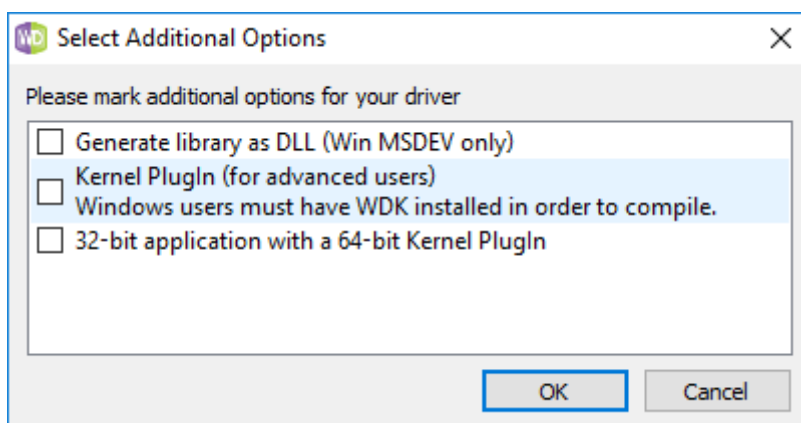 WD Select Additional Options
Please mark additional options for your driver
Generate library as DLL (Win MSDEV only)
Kernel PlugIn (for advanced users)
Windows users must have WDK installed in order to compile.
32-bit application with a 64-bit Kernel PlugIn
OK Cancel